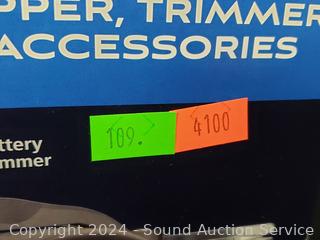 PPER, TRIMMER
ACCESSORIES
109. 4100
ttery
mmer
Copyright 2024 - Sound Auction Service